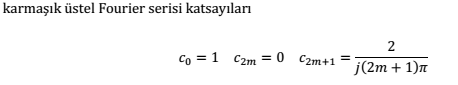 karmaşık üstel Fourier serisi katsayıları
c₀ = 1  c₂ₘ = 0  c₂ₘ₊₁ = 2 / j(2m + 1)π